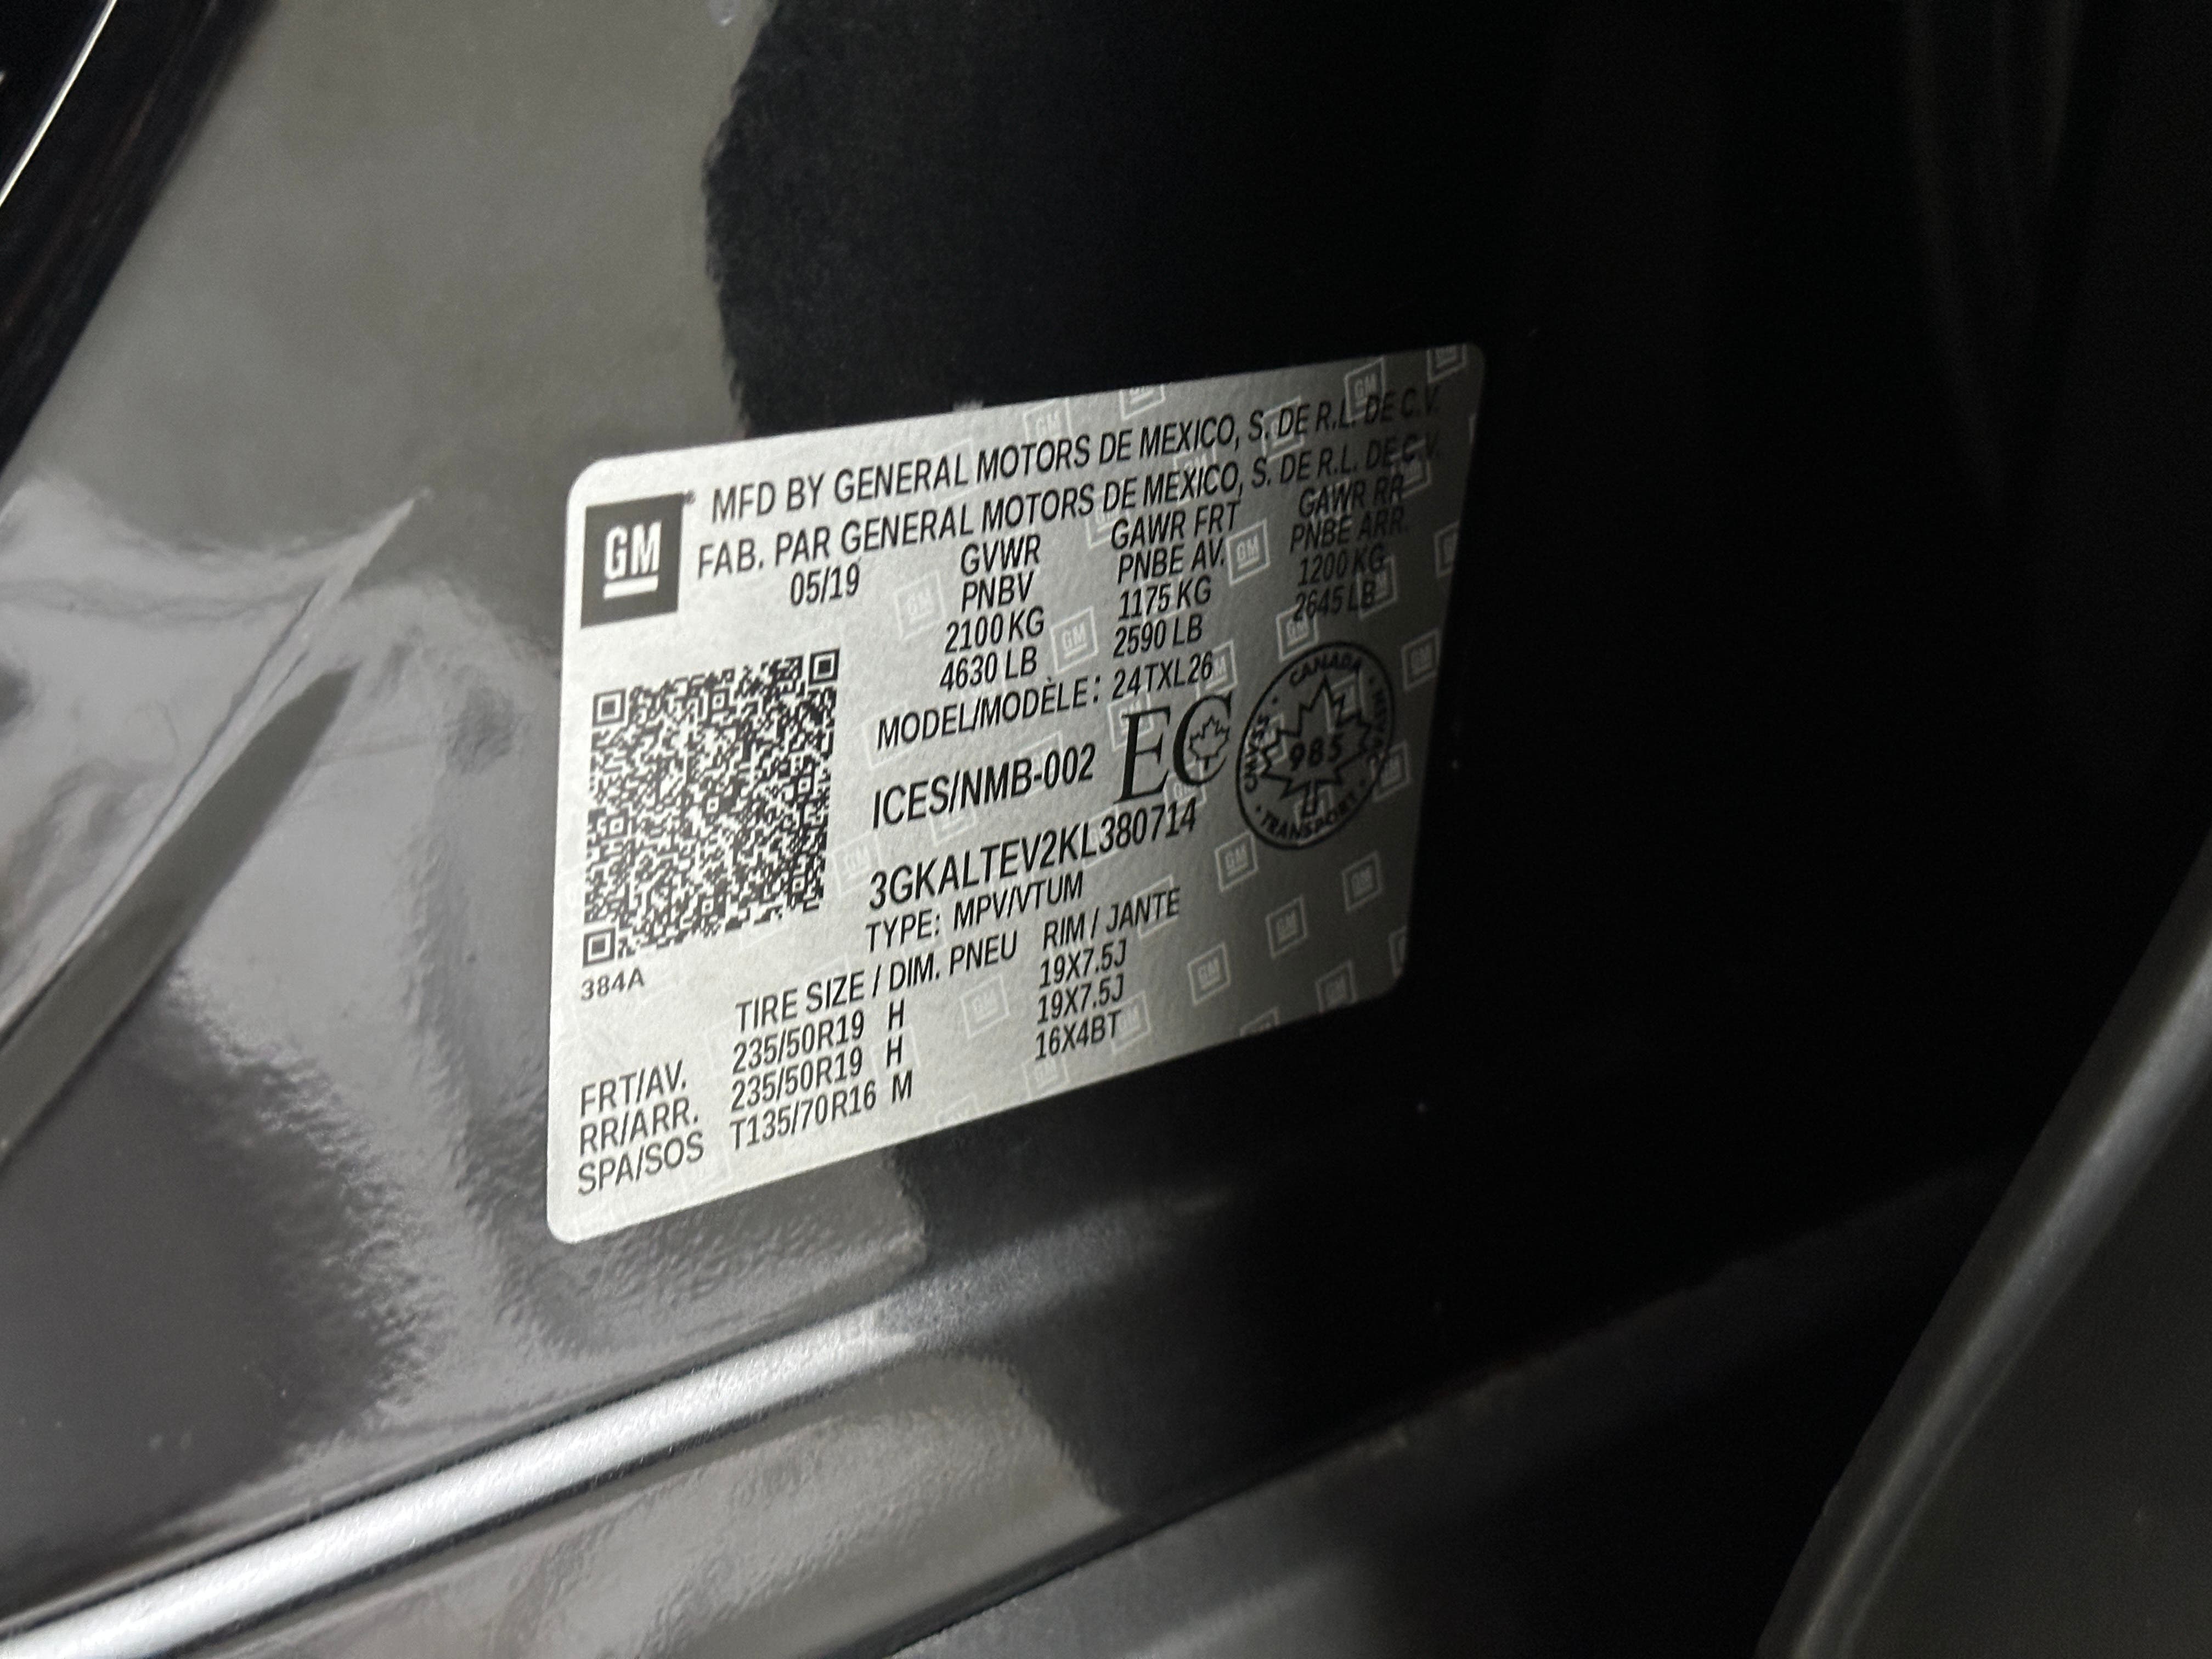 GM
MFD BY GENERAL MOTORS DE MEXICO, S. DE R.L. DE C.V.
FAB. PAR GENERAL MOTORS DE MEXICO, S. DE R.L. DE C.V.
05/19 GVWR GAWR FRT GAWR RR
PNBV PNBE AV. PNBE ARR.
2100 KG 1175 KG 1200 KG
4630 LB 2590 LB 2645 LB
MODEL/MODÈLE: 24TXL26
ICES/NMB-002 EC
CANADA
985
TRANSPORT
3GKALTEV2KL380714
TYPE: MPV/VTUM
384A
TIRE SIZE / DIM. PNEU RIM / JANTE
FRT/AV. 235/50R19 H 19X7.5J
RR/ARR. 235/50R19 H 19X7.5J
SPA/SOS T135/70R16 M 16X4BT